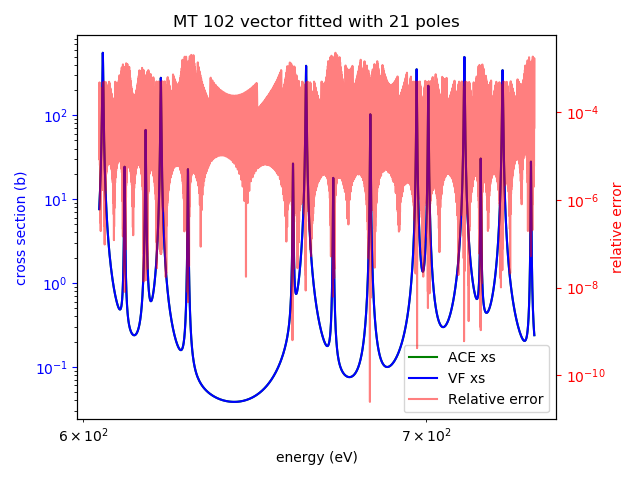 MT 102 vector fitted with 21 poles
10²
10¹
10⁰
10⁻¹
cross section (b)
10⁻⁴
10⁻⁶
10⁻⁸
10⁻¹⁰
relative error
ACE xs
VF xs
Relative error
6 × 10²
7 × 10²
energy (eV)